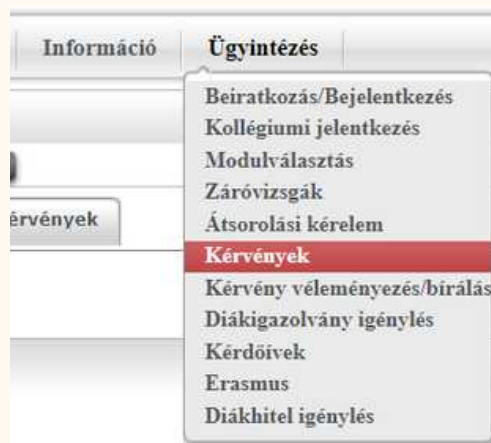 Információ Ügyintézés
Beiratkozás/Bejelentkezés
Kollégiumi jelentkezés
Modulválasztás
Záróvizsgák
Átsorolási kérelem
érvények
Kérvények
Kérvény véleményezés/bírálás
Diákigazolvány igénylés
Kérdőívek
Erasmus
Diákhitel igénylés